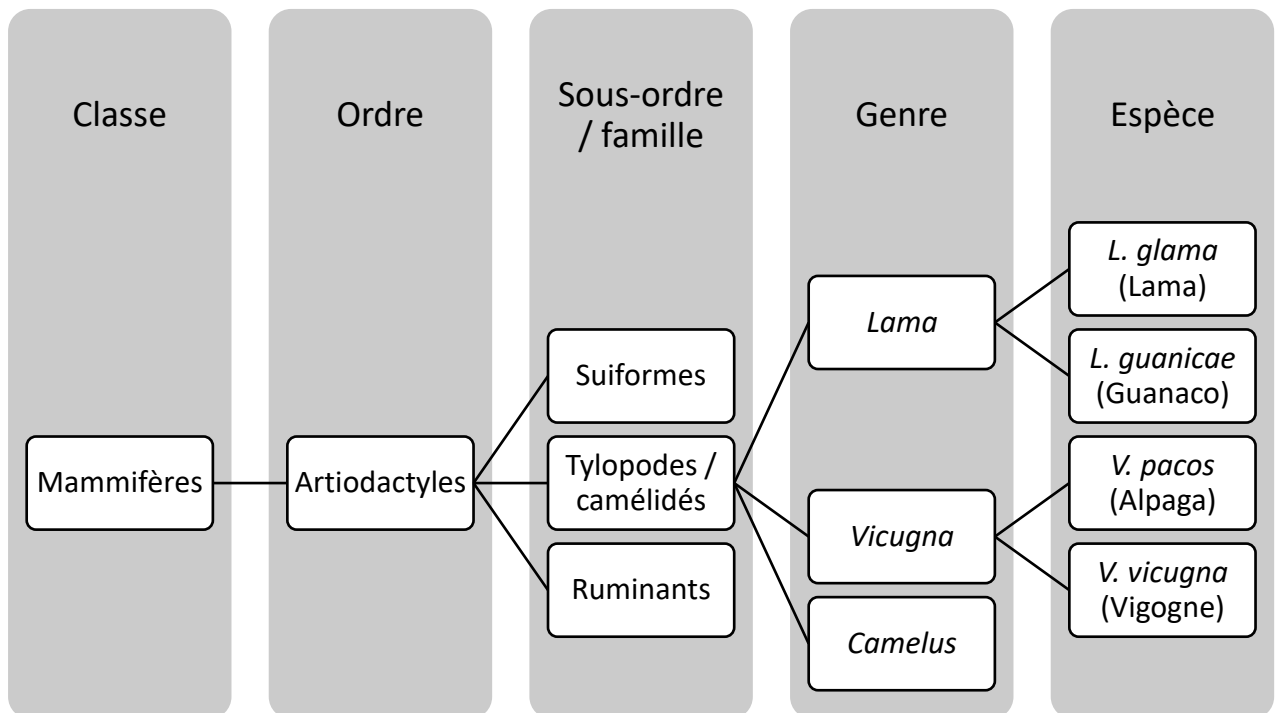 Classe
Ordre
Sous-ordre
/ famille
Genre
Espèce
Mammifères
Artiodactyles
Suiformes
Tylopodes /
camélidés
Ruminants
Lama
Vicugna
Camelus
L. glama
(Lama)
L. guanicae
(Guanaco)
V. pacos
(Alpaga)
V. vicugna
(Vigogne)